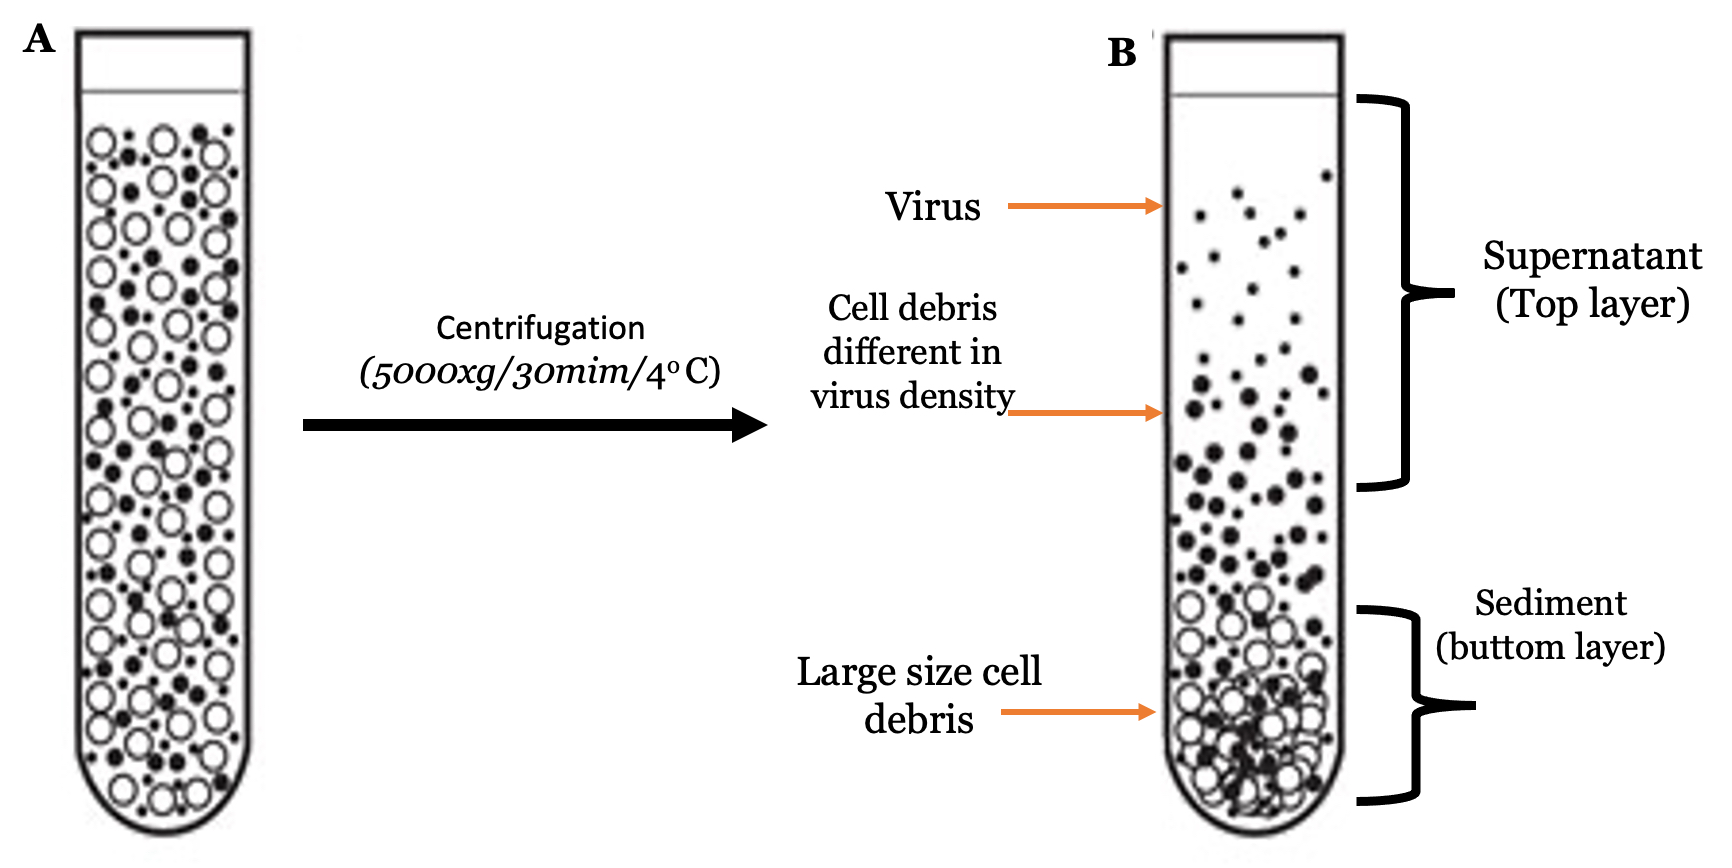 A
B
Centrifugation
(5000xg/30mim/4° C)
Virus
Cell debris
different in
virus density
Large size cell
debris
Supernatant
(Top layer)
Sediment
(buttom layer)